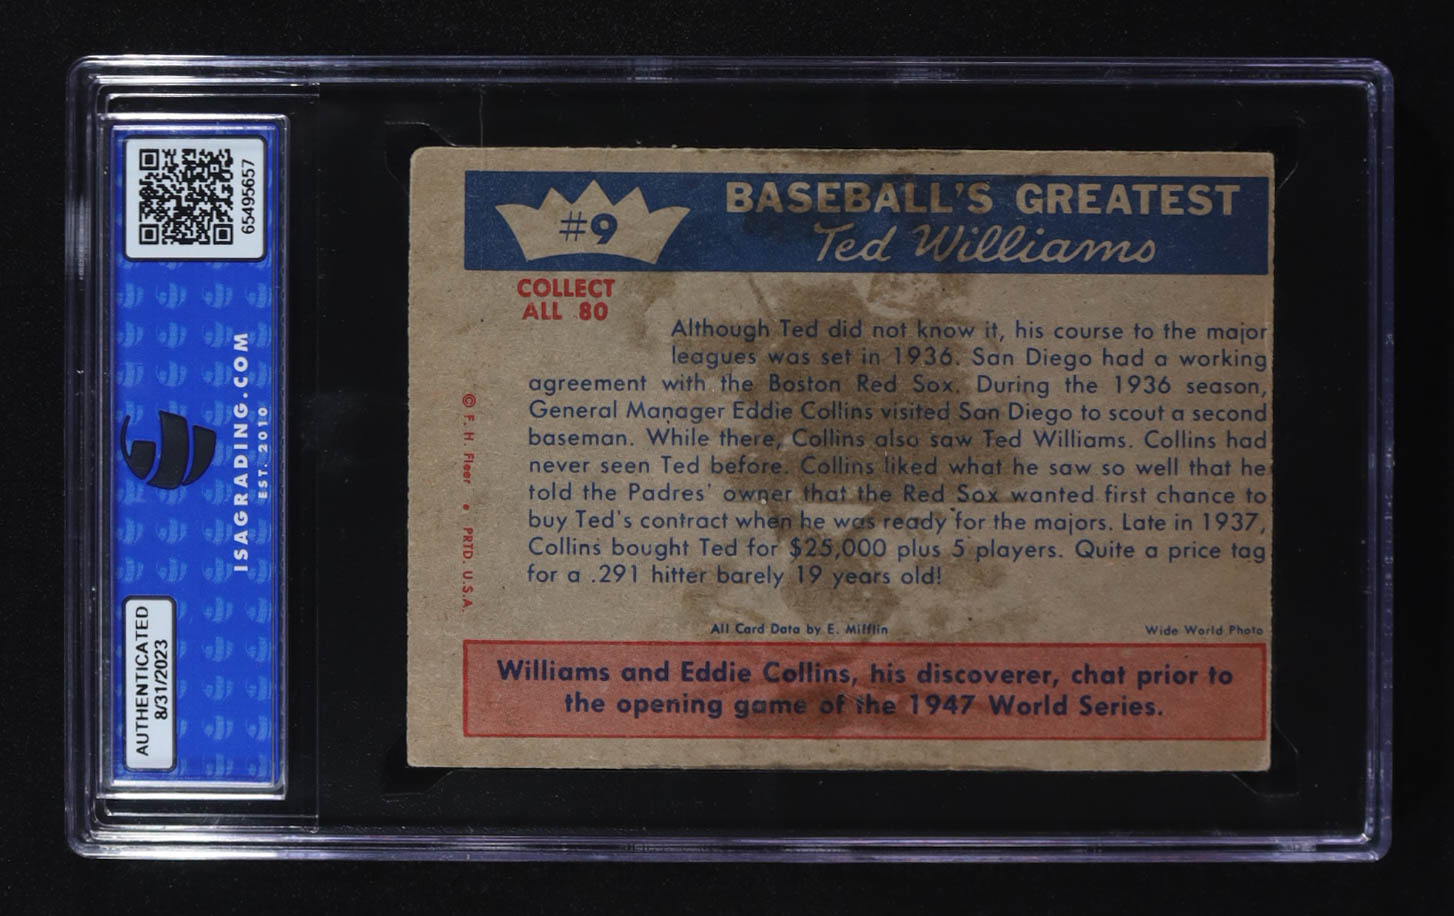 65495657
ISAGRADING.COM
EST. 2010
AUTHENTICATED
8/31/2023
#9
BASEBALL'S GREATEST
Ted Williams
COLLECT
ALL 80
Although Ted did not know it, his course to the major
leagues was set in 1936. San Diego had a working
agreement with the Boston Red Sox. During the 1936 season,
General Manager Eddie Collins visited San Diego to scout a second
baseman. While there, Collins also saw Ted Williams. Collins had
never seen Ted before. Collins liked what he saw so well that he
told the Padres' owner that the Red Sox wanted first chance to
buy Ted's contract when he was ready for the majors. Late in 1937,
Collins bought Ted for $25,000 plus 5 players. Quite a price tag
for a .291 hitter barely 19 years old!
© F. H. Fleer • PRTD. U.S.A.
All Card Data by E. Mifflin
Wide World Photo
Williams and Eddie Collins, his discoverer, chat prior to
the opening game of the 1947 World Series.